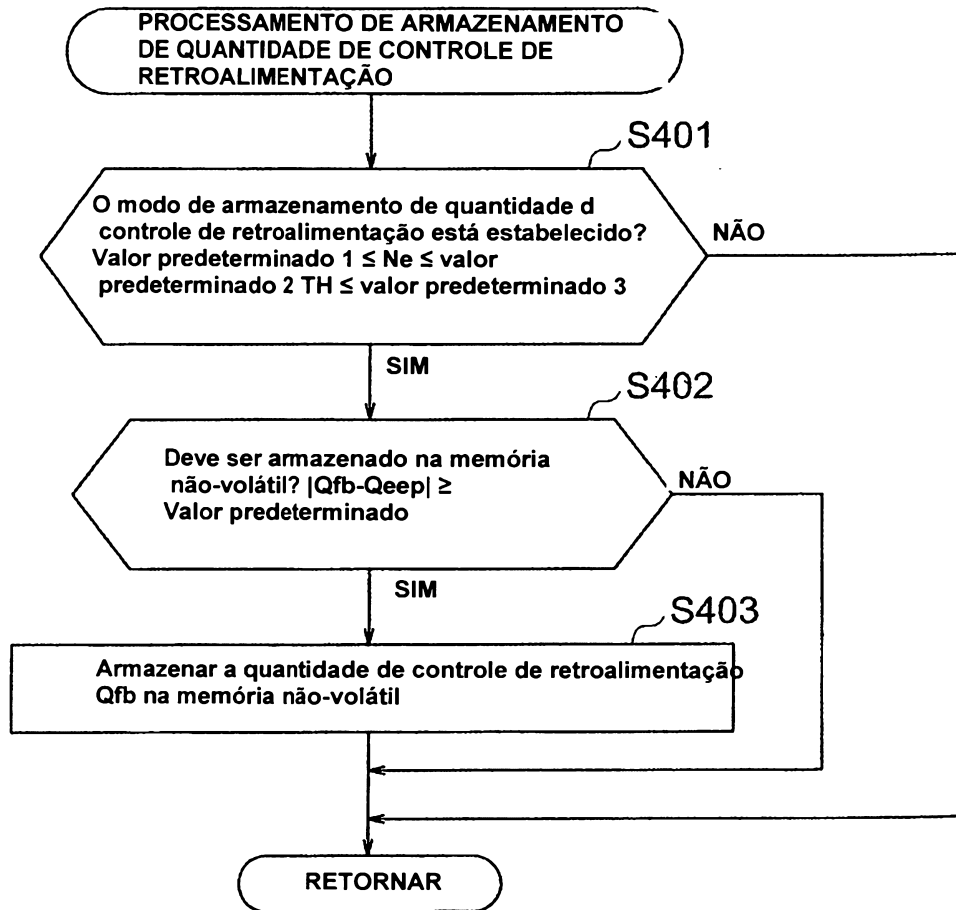 PROCESSAMENTO DE ARMAZENAMENTO
DE QUANTIDADE DE CONTROLE DE
RETROALIMENTAÇÃO
S401
O modo de armazenamento de quantidade d
controle de retroalimentação está estabelecido?
Valor predeterminado 1 ≤ Ne ≤ valor
predeterminado 2 TH ≤ valor predeterminado 3
NÃO
SIM
S402
Deve ser armazenado na memória
não-volátil? |Qfb-Qeep| ≥
Valor predeterminado
NÃO
SIM
S403
Armazenar a quantidade de controle de retroalimentação
Qfb na memória não-volátil
RETORNAR